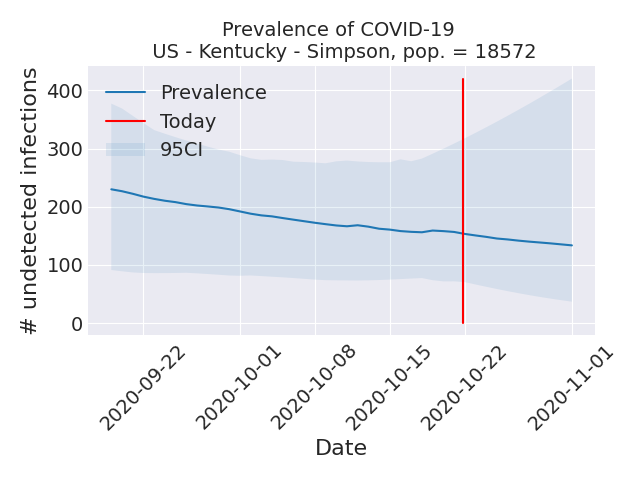 Prevalence of COVID-19
US - Kentucky - Simpson, pop. = 18572
# undetected infections
400
300
200
100
0
Prevalence
Today
95CI
2020-09-22
2020-10-01
2020-10-08
2020-10-15
2020-10-22
2020-11-01
Date